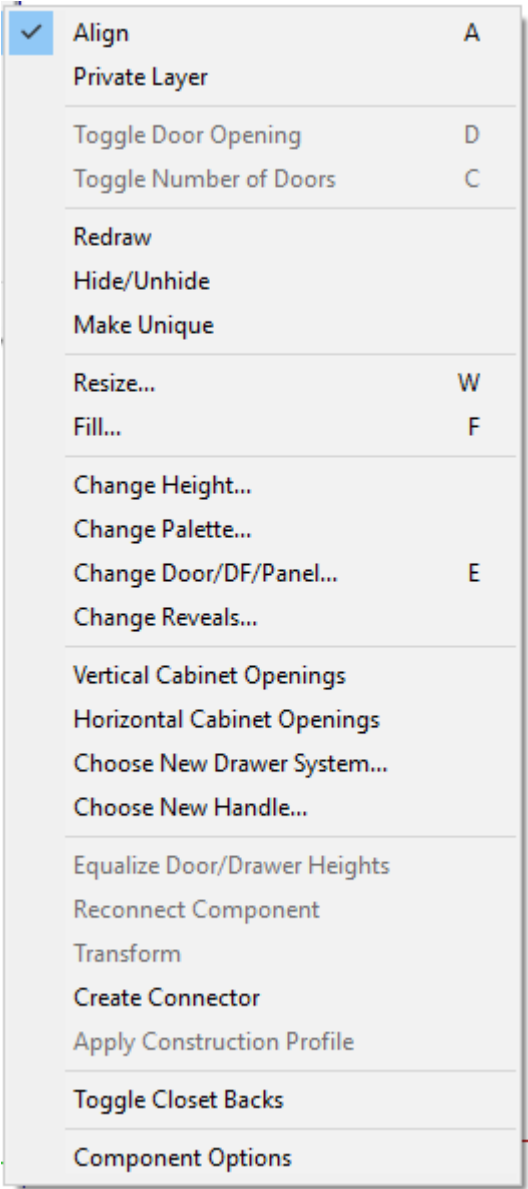 Align A
Private Layer
Toggle Door Opening D
Toggle Number of Doors C
Redraw
Hide/Unhide
Make Unique
Resize... W
Fill... F
Change Height...
Change Palette...
Change Door/DF/Panel... E
Change Reveals...
Vertical Cabinet Openings
Horizontal Cabinet Openings
Choose New Drawer System...
Choose New Handle...
Equalize Door/Drawer Heights
Reconnect Component
Transform
Create Connector
Apply Construction Profile
Toggle Closet Backs
Component Options